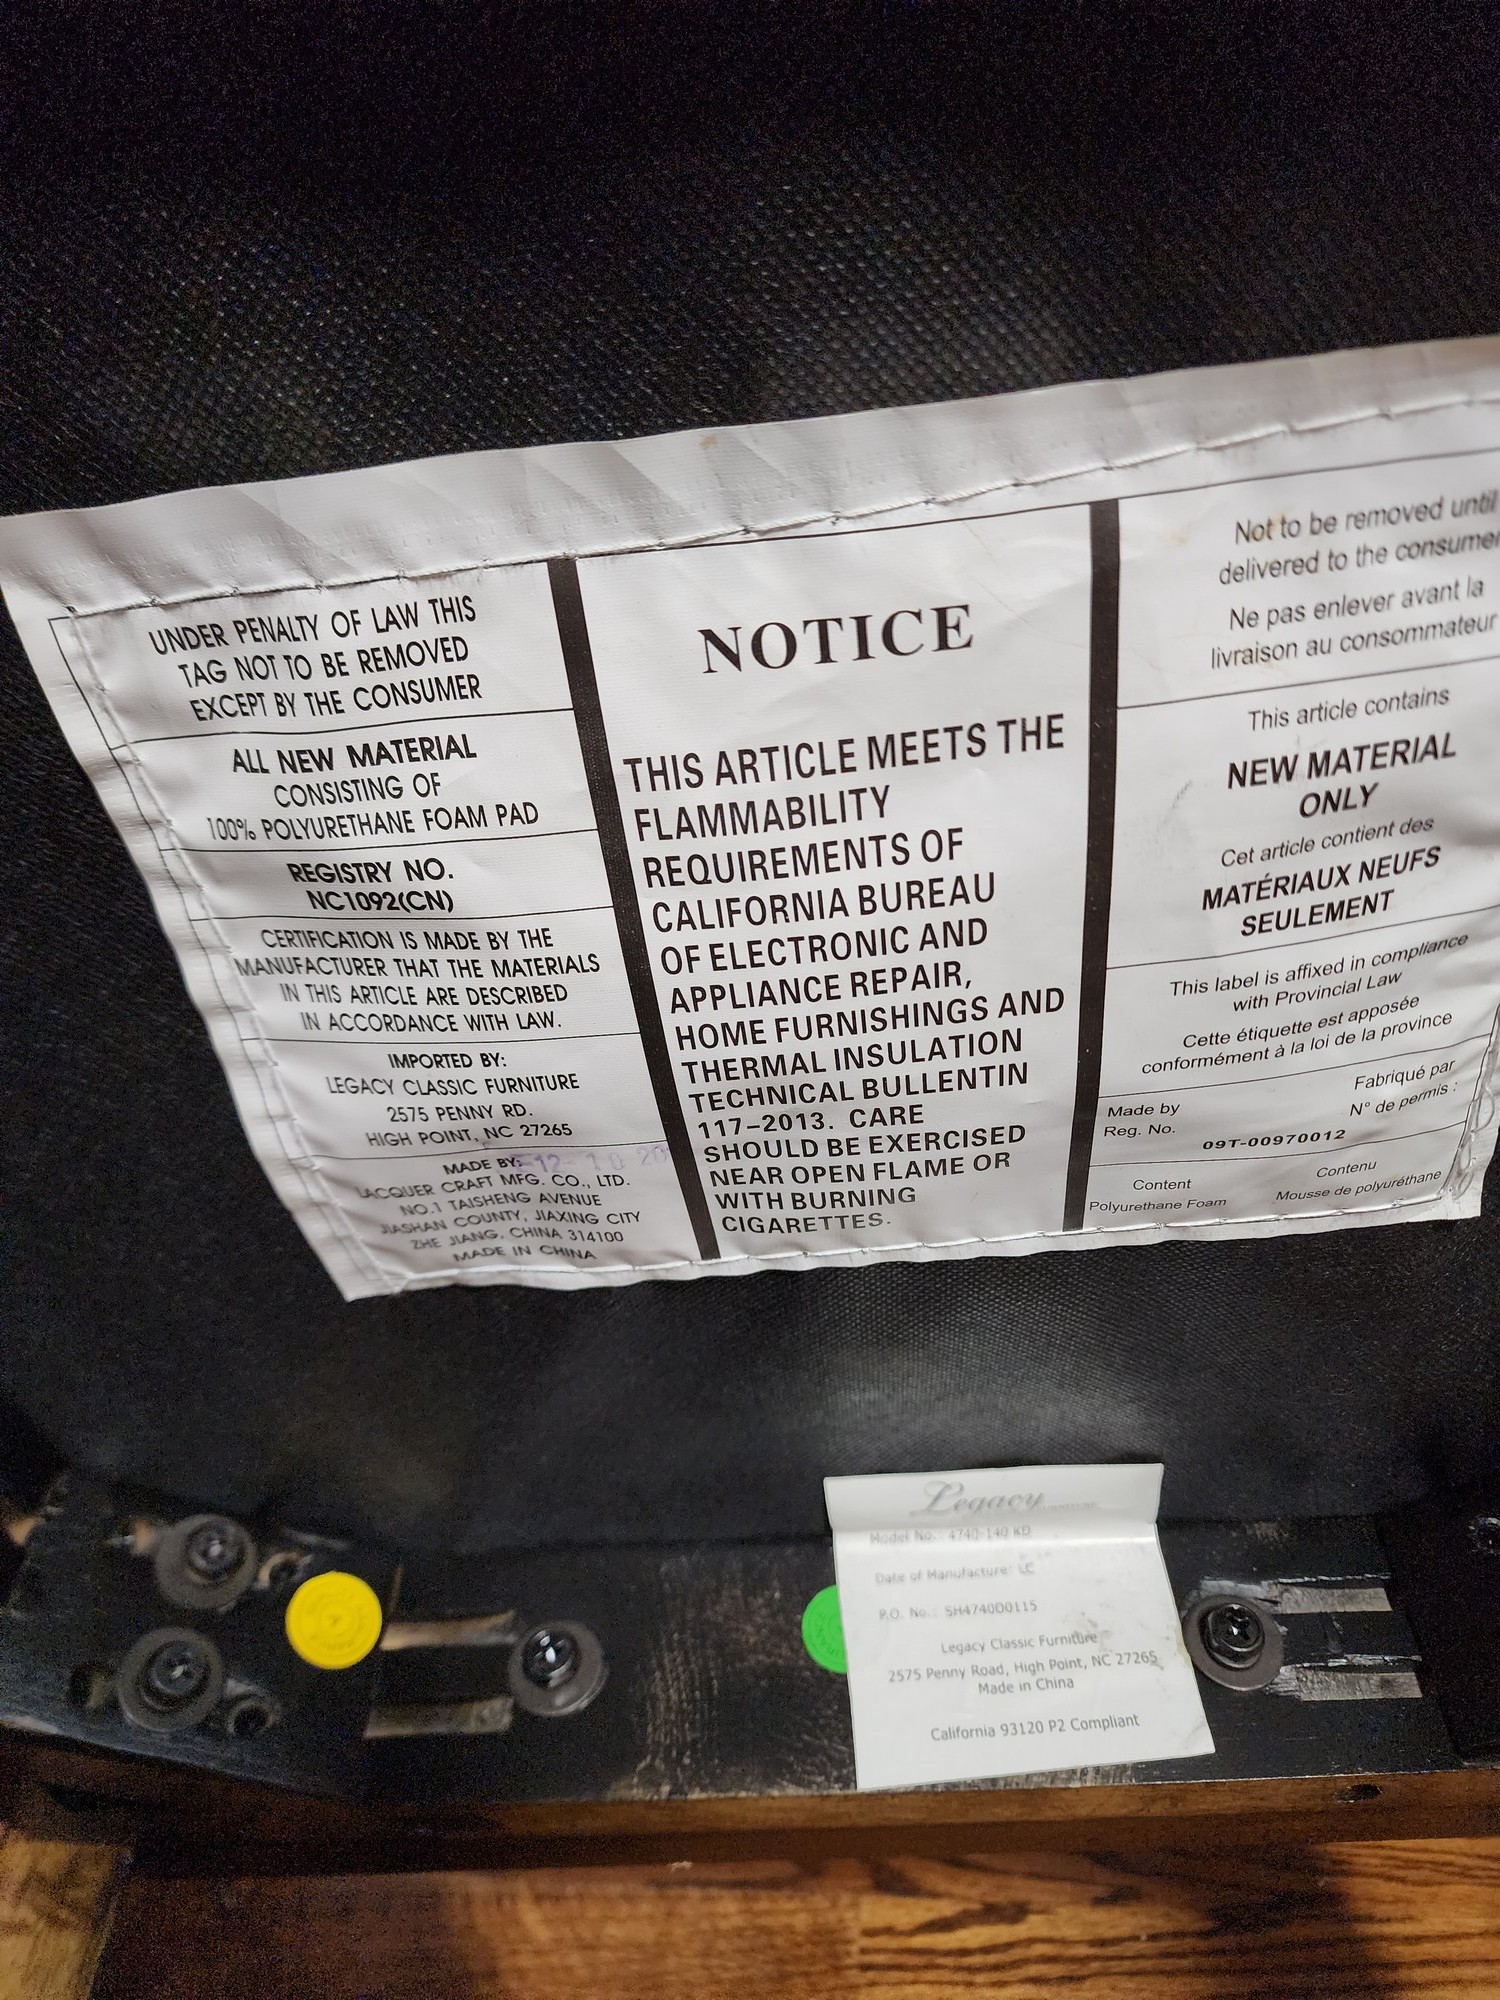 UNDER PENALTY OF LAW THIS
TAG NOT TO BE REMOVED
EXCEPT BY THE CONSUMER
ALL NEW MATERIAL
CONSISTING OF
100% POLYURETHANE FOAM PAD
REGISTRY NO.
NC1092(CN)
CERTIFICATION IS MADE BY THE
MANUFACTURER THAT THE MATERIALS
IN THIS ARTICLE ARE DESCRIBED
IN ACCORDANCE WITH LAW.
IMPORTED BY:
LEGACY CLASSIC FURNITURE
2575 PENNY RD.
HIGH POINT, NC 27265
MADE BY:
LACQUER CRAFT MFG. CO., LTD.
NO.1 TAISHENG AVENUE
JIASHAN COUNTY, JIAXING CITY
ZHE JIANG, CHINA 314100
MADE IN CHINA
NOTICE
THIS ARTICLE MEETS THE
FLAMMABILITY
REQUIREMENTS OF
CALIFORNIA BUREAU
OF ELECTRONIC AND
APPLIANCE REPAIR,
HOME FURNISHINGS AND
THERMAL INSULATION
TECHNICAL BULLENTIN
117-2013. CARE
SHOULD BE EXERCISED
NEAR OPEN FLAME OR
WITH BURNING
CIGARETTES.
Not to be removed until
delivered to the consumer
Ne pas enlever avant la
livraison au consommateur
This article contains
NEW MATERIAL
ONLY
Cet article contient des
MATÉRIAUX NEUFS
SEULEMENT
This label is affixed in compliance
with Provincial Law
Cette étiquette est apposée
conformément à la loi de la province
Made by Fabriqué par
Reg. No. N° de permis :
09T-00970012
Content Contenu
Polyurethane Foam Mousse de polyuréthane
Legacy
Model No.: 4740-140 KD
Date of Manufacture: LC
P.O. No.: SH4740D0115
Legacy Classic Furniture
2575 Penny Road, High Point, NC 27265
Made in China
California 93120 P2 Compliant